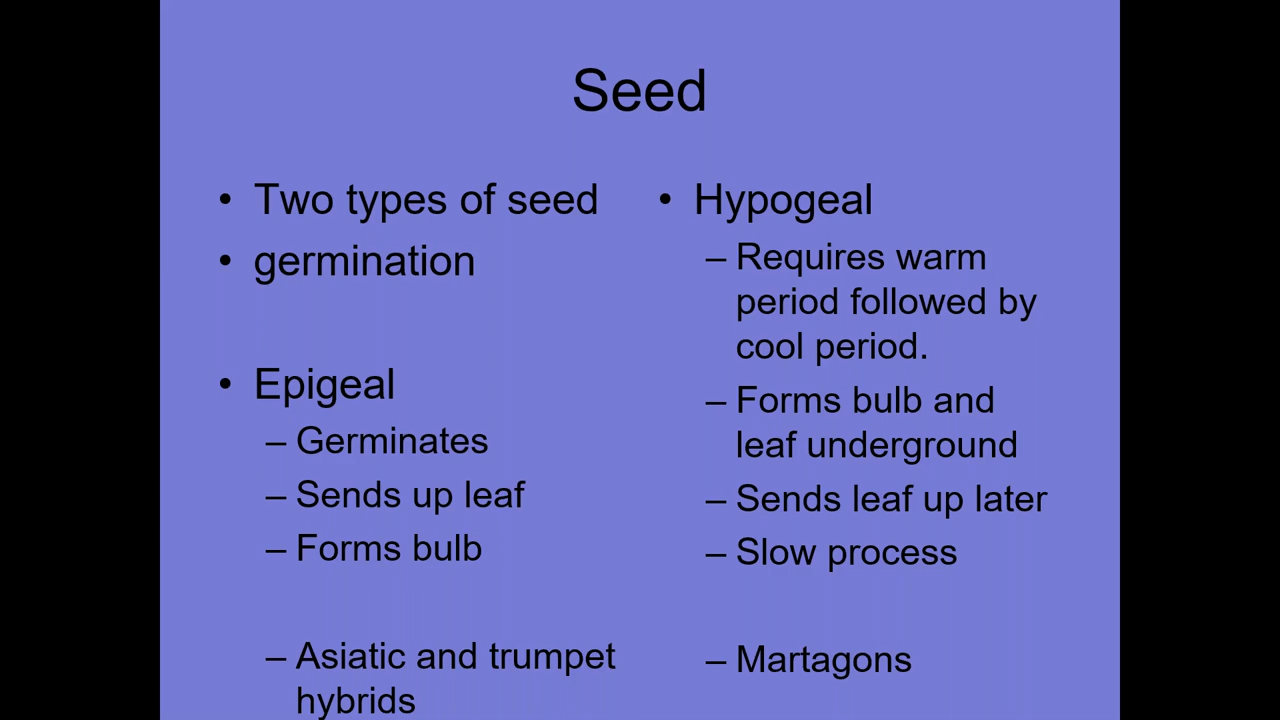 Seed
• Two types of seed
• germination
• Epigeal
– Germinates
– Sends up leaf
– Forms bulb
– Asiatic and trumpet
hybrids
• Hypogeal
– Requires warm
period followed by
cool period.
– Forms bulb and
leaf underground
– Sends leaf up later
– Slow process
– Martagons